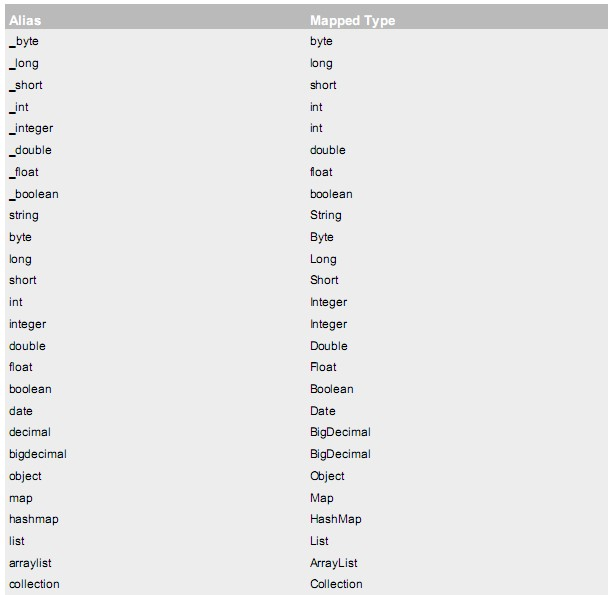 Alias Mapped Type
_byte byte
_long long
_short short
_int int
_integer int
_double double
_float float
_boolean boolean
string String
byte Byte
long Long
short Short
int Integer
integer Integer
double Double
float Float
boolean Boolean
date Date
decimal BigDecimal
bigdecimal BigDecimal
object Object
map Map
hashmap HashMap
list List
arraylist ArrayList
collection Collection